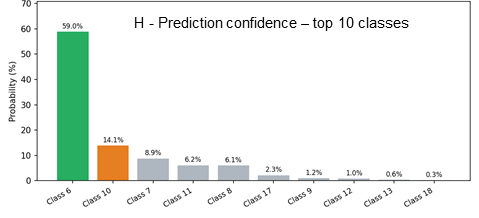 H - Prediction confidence – top 10 classes
Probability (%)
70
60
50
40
30
20
10
0
59.0%
14.1%
8.9%
6.2%
6.1%
2.3%
1.2%
1.0%
0.6%
0.3%
Class 6
Class 10
Class 7
Class 11
Class 8
Class 17
Class 9
Class 12
Class 13
Class 18